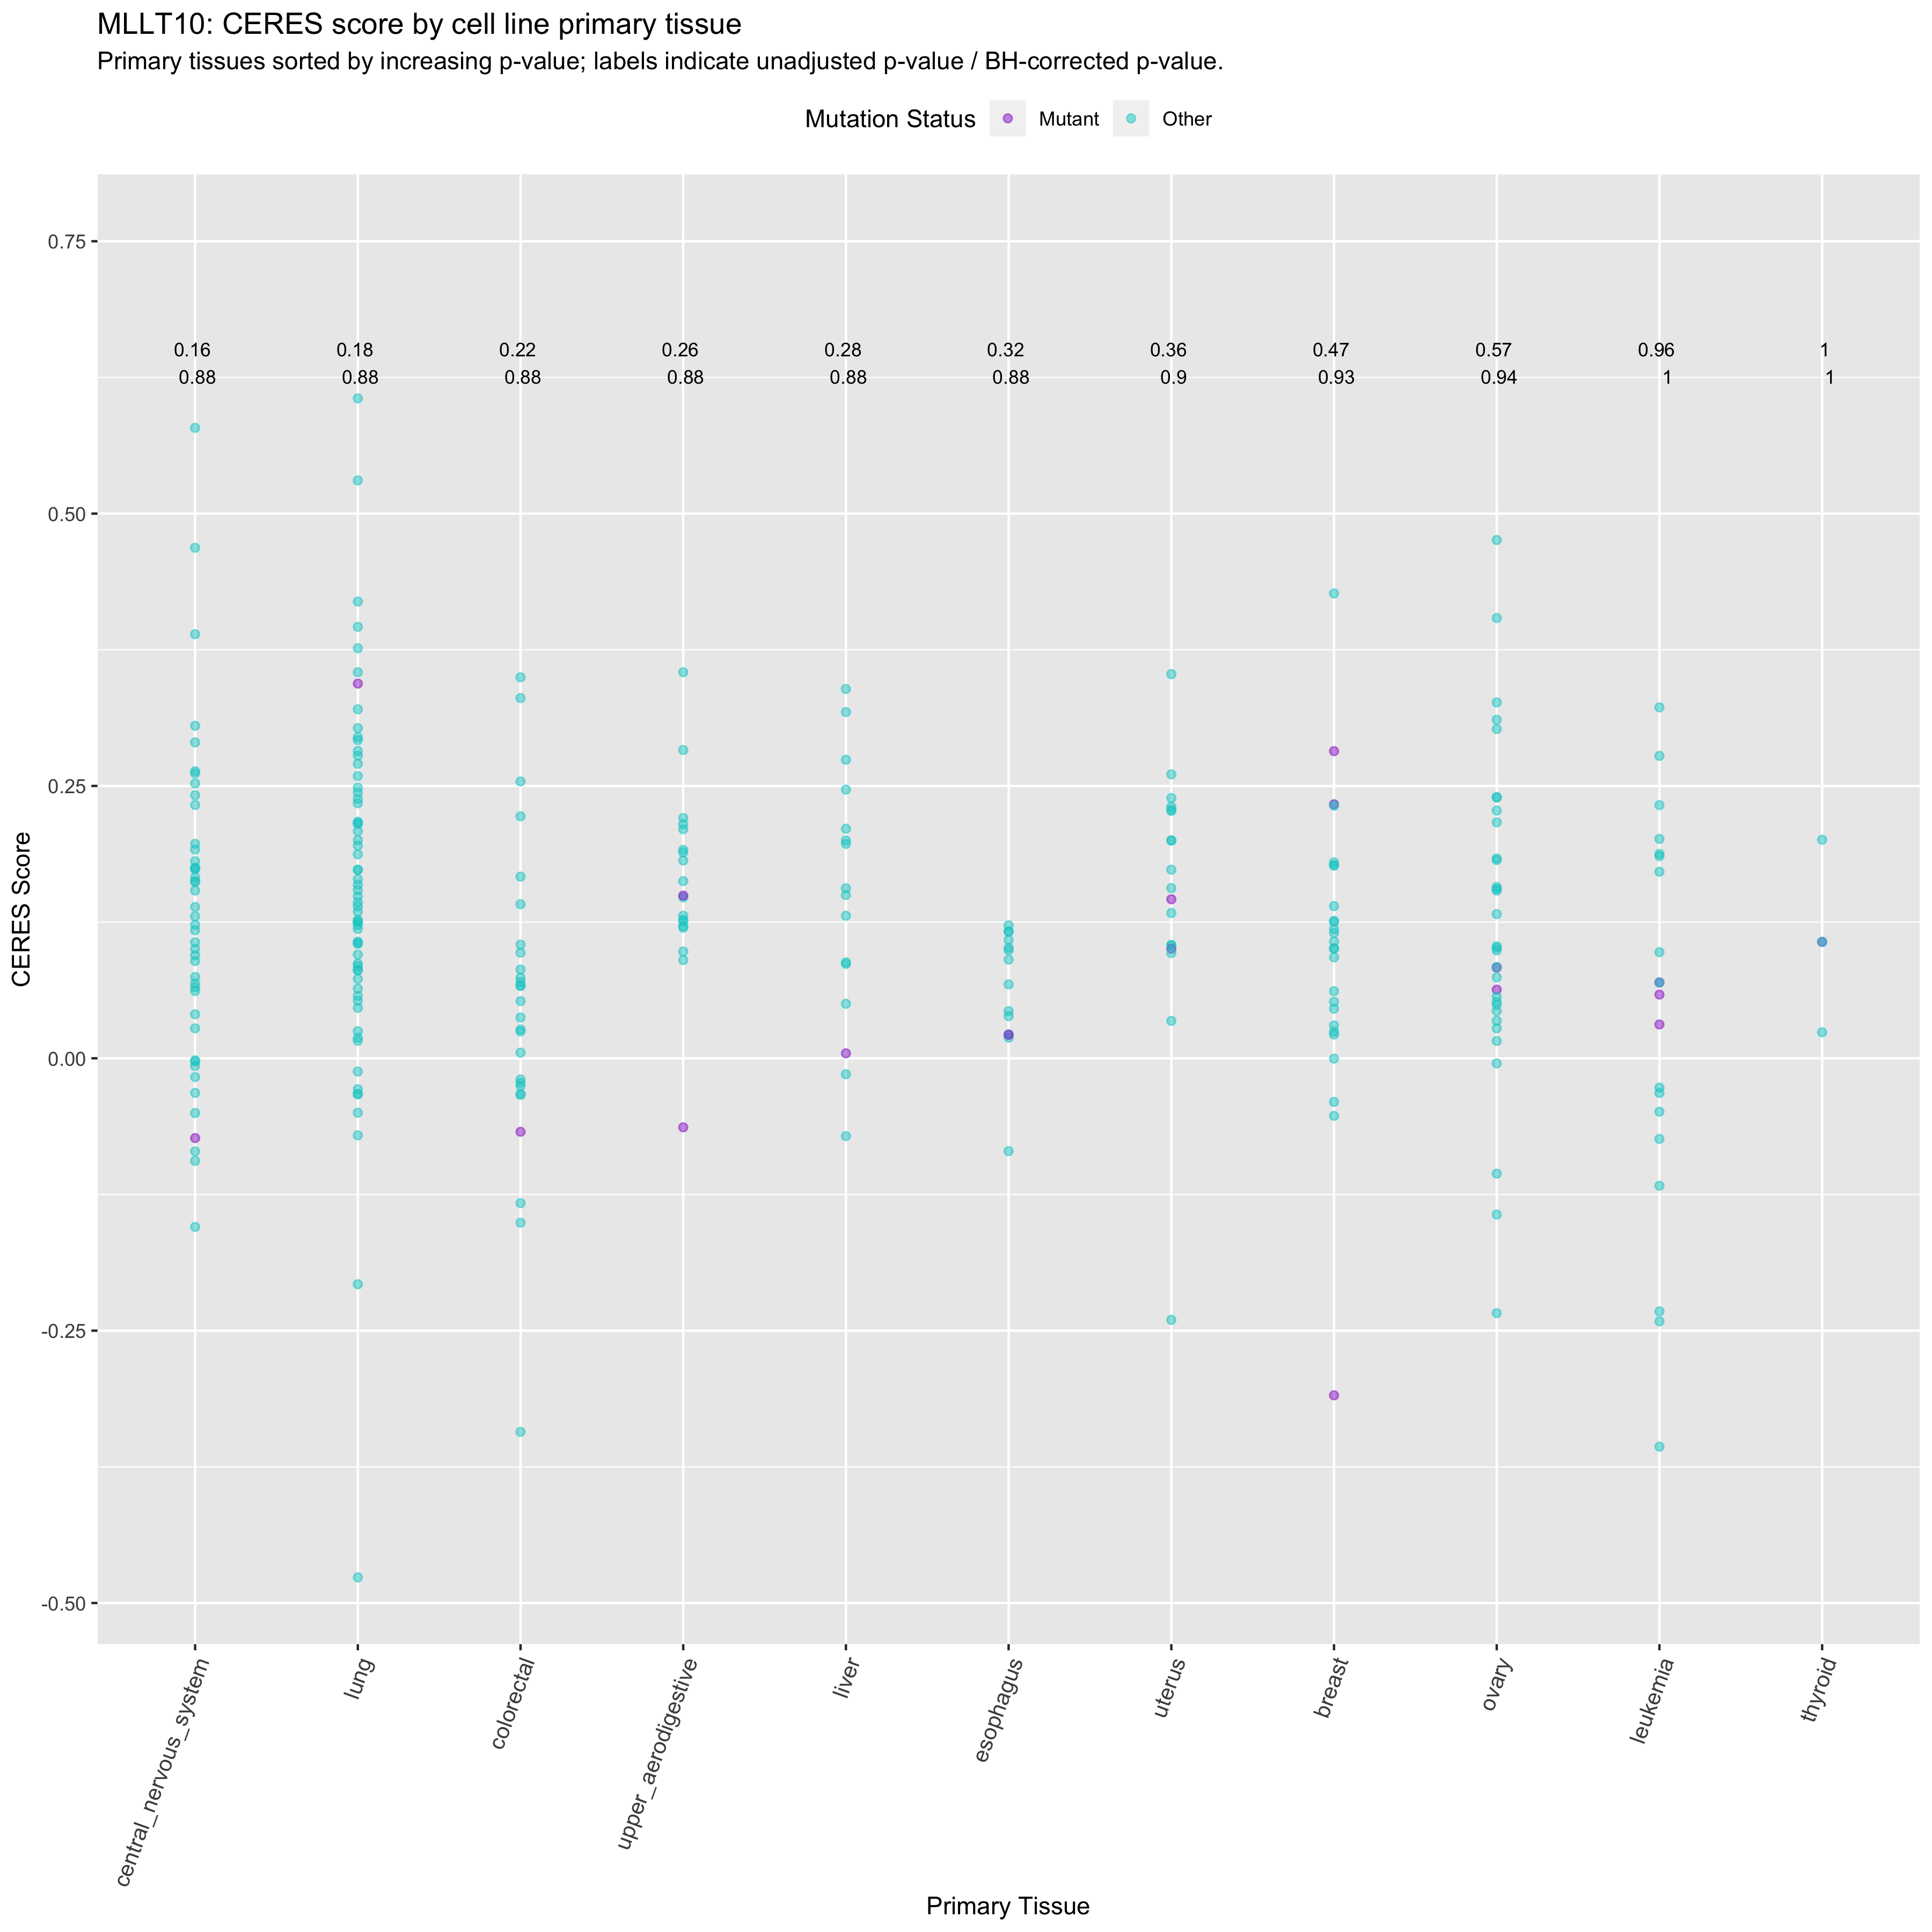 MLLT10: CERES score by cell line primary tissue
Primary tissues sorted by increasing p-value; labels indicate unadjusted p-value / BH-corrected p-value.
Mutation Status Mutant Other
0.75
0.16 0.18 0.22 0.26 0.28 0.32 0.36 0.47 0.57 0.96 1
0.88 0.88 0.88 0.88 0.88 0.88 0.9 0.93 0.94 1 1
0.50
0.25
CERES Score
0.00
-0.25
-0.50
central_nervous_system lung colorectal upper_aerodigestive liver esophagus uterus breast ovary leukemia thyroid
Primary Tissue